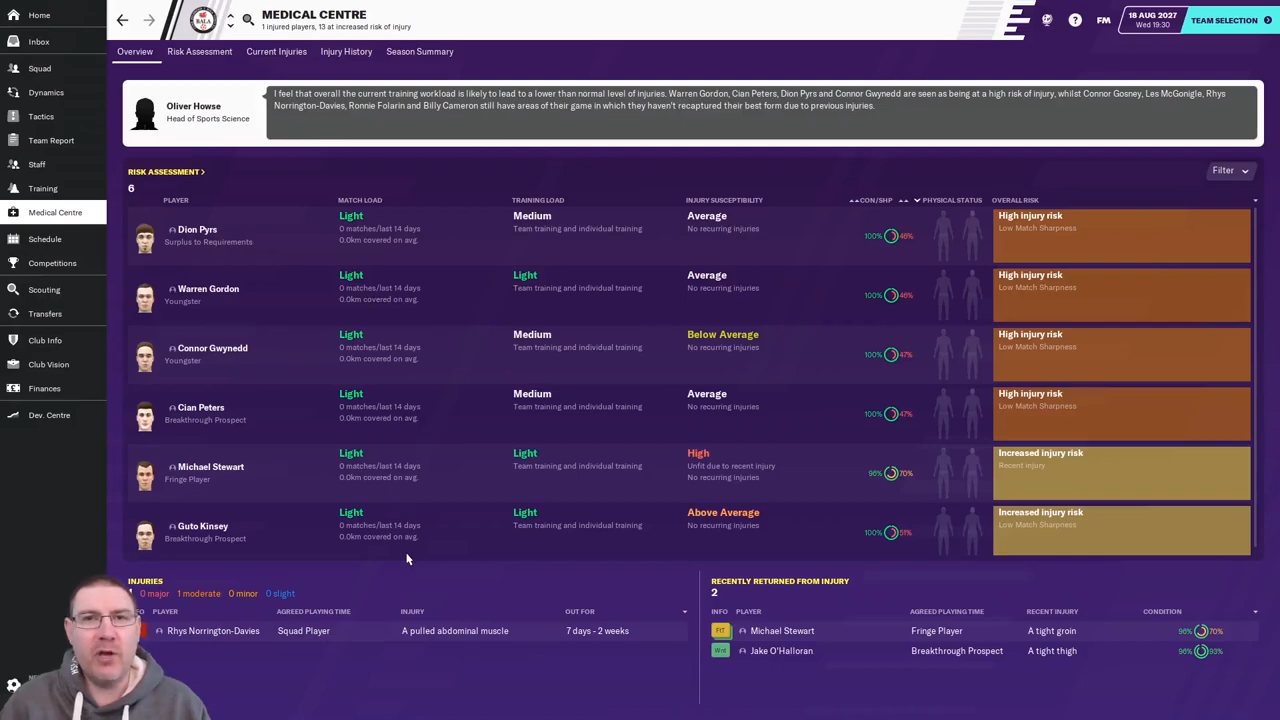 Home
BALA
MEDICAL CENTRE
1 injured players, 13 at increased risk of injury
?
FM
18 AUG 2027
Wed 19:30
TEAM SELECTION
Inbox
Squad
Dynamics
Tactics
Team Report
Staff
Training
Medical Centre
Schedule
Competitions
Scouting
Transfers
Club Info
Club Vision
Finances
Dev. Centre
Overview
Risk Assessment
Current Injuries
Injury History
Season Summary
Oliver Howse
Head of Sports Science
I feel that overall the current training workload is likely to lead to a lower than normal level of injuries. Warren Gordon, Cian Peters, Dion Pyrs and Connor Gwynedd are seen as being at a high risk of injury, whilst Connor Gosney, Les McGonigle, Rhys
Norrington-Davies, Ronnie Folarin and Billy Cameron still have areas of their game in which they haven't recaptured their best form due to previous injuries.
RISK ASSESSMENT >
6
Filter
PLAYER MATCH LOAD TRAINING LOAD INJURY SUSCEPTIBILITY CON/SHP PHYSICAL STATUS OVERALL RISK
Light Medium Average High injury risk
Dion Pyrs 0 matches/last 14 days Team training and individual training No recurring injuries 100% 46% Low Match Sharpness
Surplus to Requirements 0.0km covered on avg.
Light Light Average High injury risk
Warren Gordon 0 matches/last 14 days Team training and individual training No recurring injuries 100% 46% Low Match Sharpness
Youngster 0.0km covered on avg.
Light Medium Below Average High injury risk
Connor Gwynedd 0 matches/last 14 days Team training and individual training No recurring injuries 100% 47% Low Match Sharpness
Youngster 0.0km covered on avg.
Light Medium Average High injury risk
Cian Peters 0 matches/last 14 days Team training and individual training No recurring injuries 100% 47% Low Match Sharpness
Breakthrough Prospect 0.0km covered on avg.
Light Light High Increased injury risk
Michael Stewart 0 matches/last 14 days Team training and individual training Unfit due to recent injury 96% 70% Recent injury
Fringe Player 0.0km covered on avg. No recurring injuries
Light Light Above Average Increased injury risk
Guto Kinsey 0 matches/last 14 days Team training and individual training No recurring injuries 100% 51% Low Match Sharpness
Breakthrough Prospect 0.0km covered on avg.
INJURIES
0 major 1 moderate 0 minor 0 slight
PLAYER AGREED PLAYING TIME INJURY OUT FOR
Rhys Norrington-Davies Squad Player A pulled abdominal muscle 7 days - 2 weeks
RECENTLY RETURNED FROM INJURY
2
INFO PLAYER AGREED PLAYING TIME RECENT INJURY CONDITION
FtT Michael Stewart Fringe Player A tight groin 96% 70%
Wnt Jake O'Halloran Breakthrough Prospect A tight thigh 96% 93%